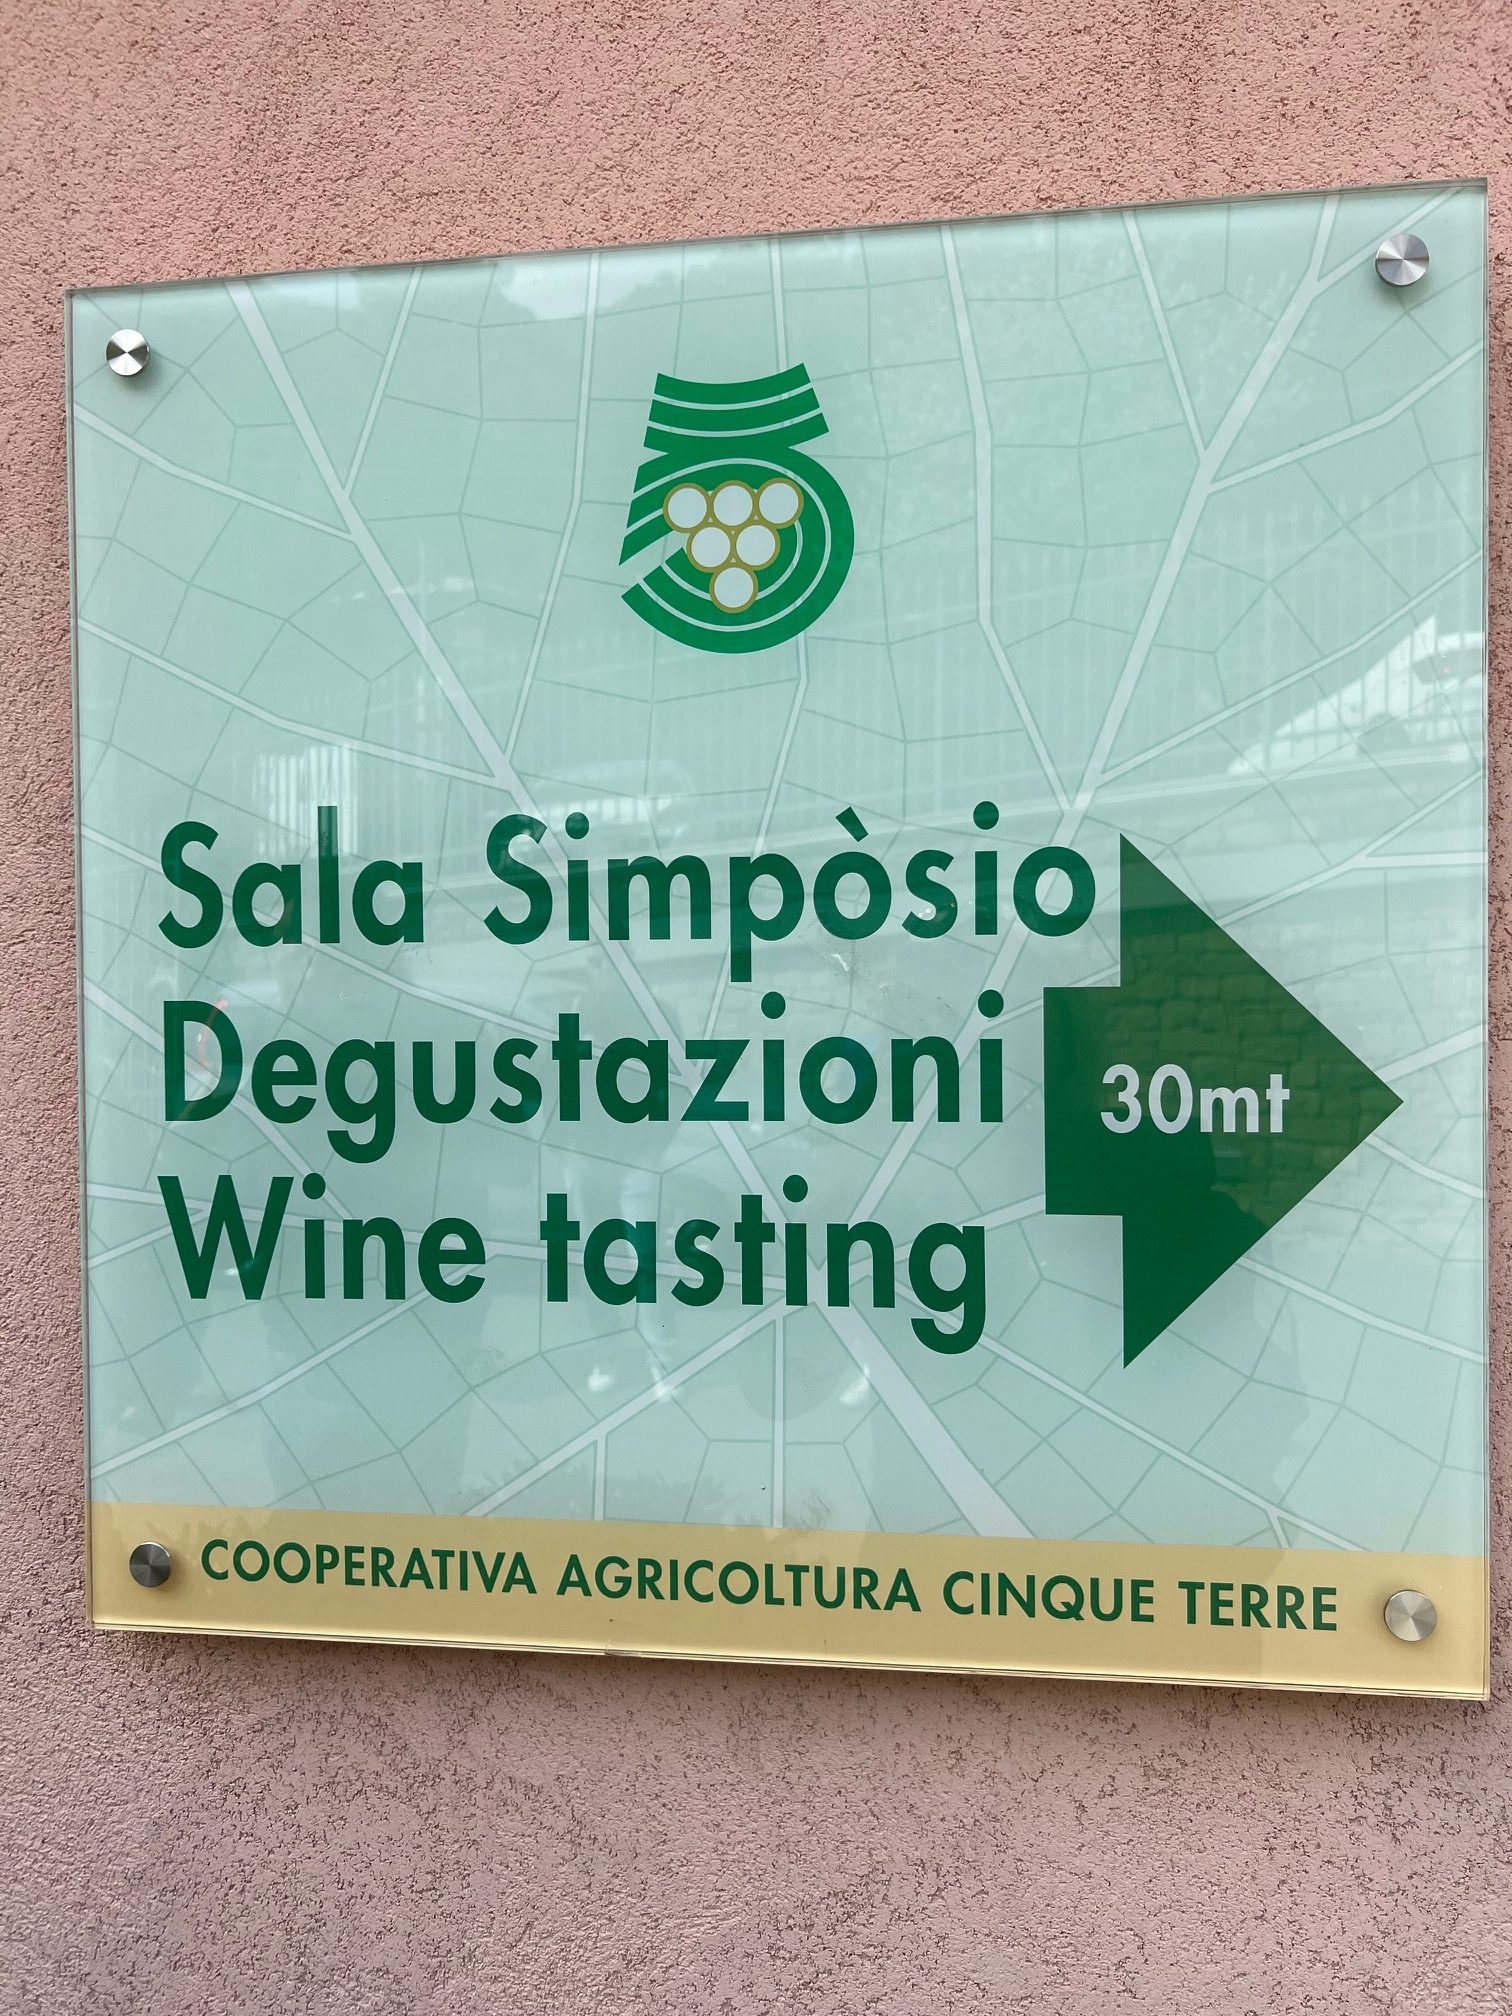 Sala Simpòsio
Degustazioni
Wine tasting
30mt
COOPERATIVA AGRICOLTURA CINQUE TERRE